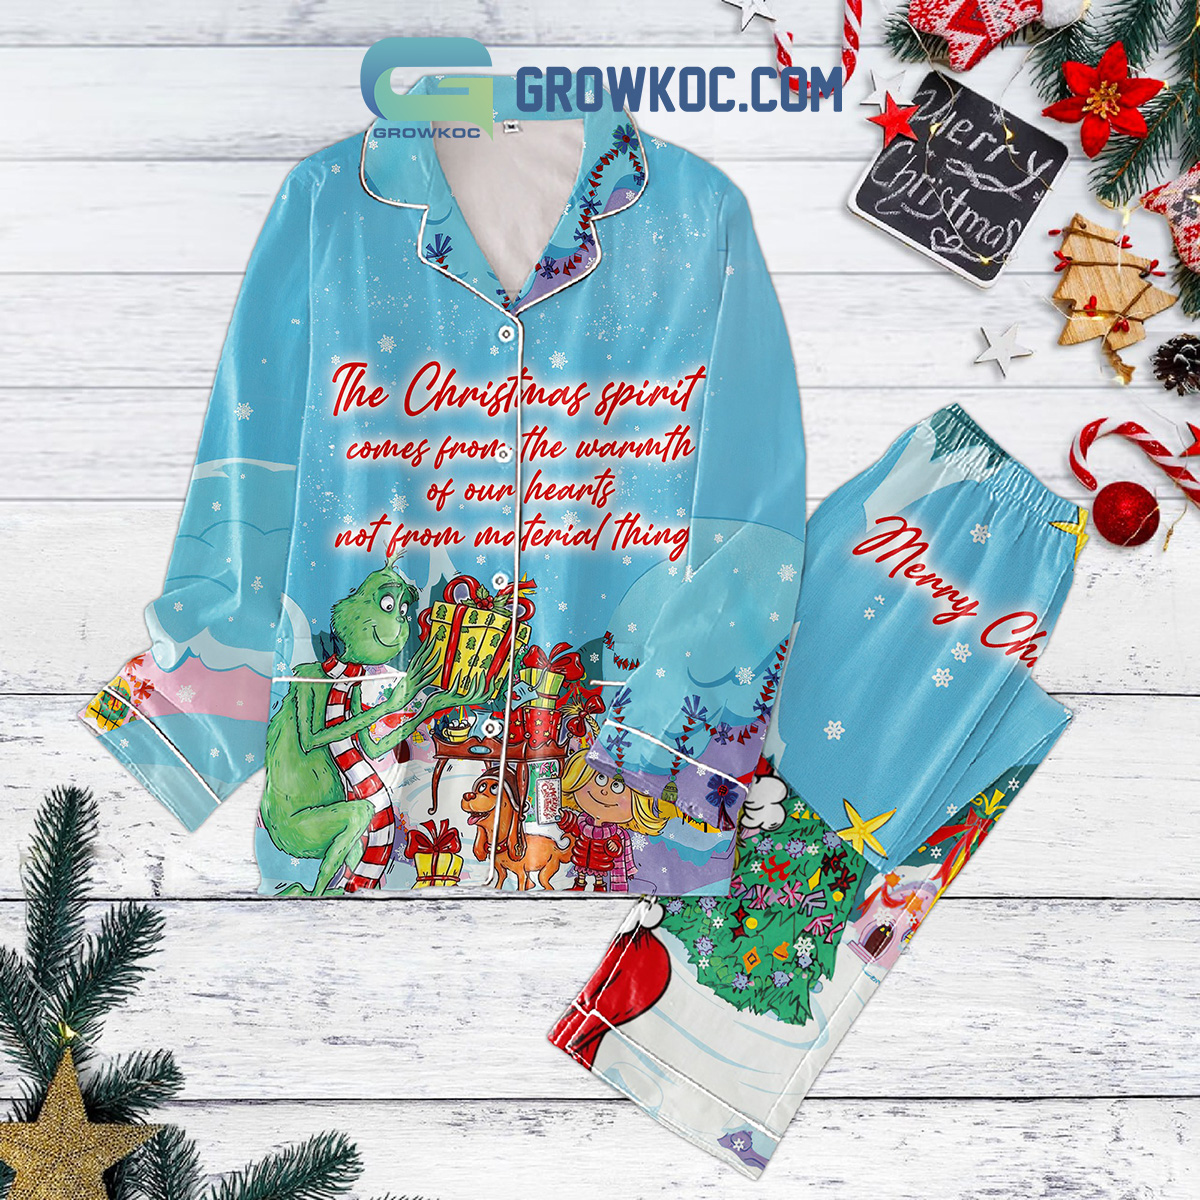 GROWKOC
GROWKOC.COM
Merry
Christmas
The Christmas spirit
comes from the warmth
of our hearts
not from material thing
Merry Ch